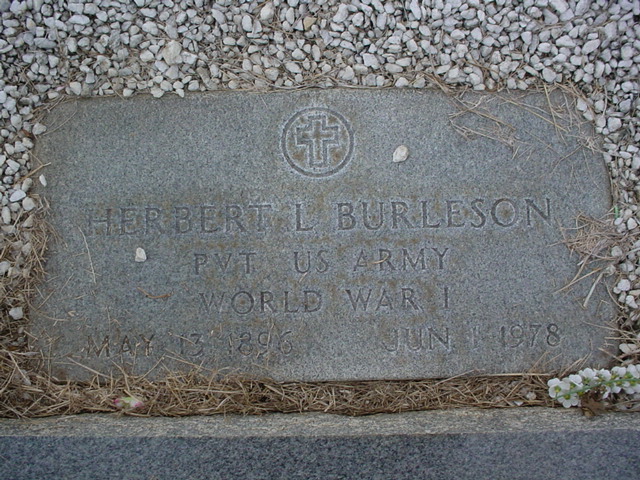 HERBERT L BURLESON
PVT US ARMY
WORLD WAR I
MAY 13 1896 JUN 1 1978